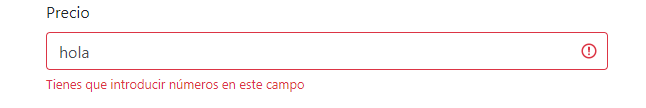 Precio
hola
Tienes que introducir números en este campo